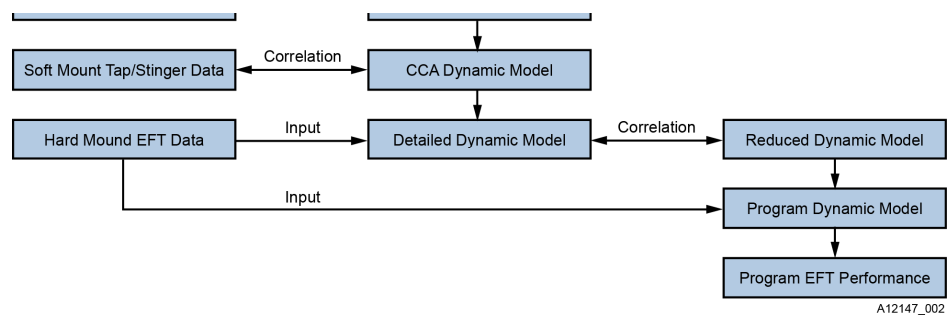 Correlation
Soft Mount Tap/Stinger Data
CCA Dynamic Model
Input
Correlation
Hard Mound EFT Data
Detailed Dynamic Model
Reduced Dynamic Model
Input
Program Dynamic Model
Program EFT Performance
A12147_002